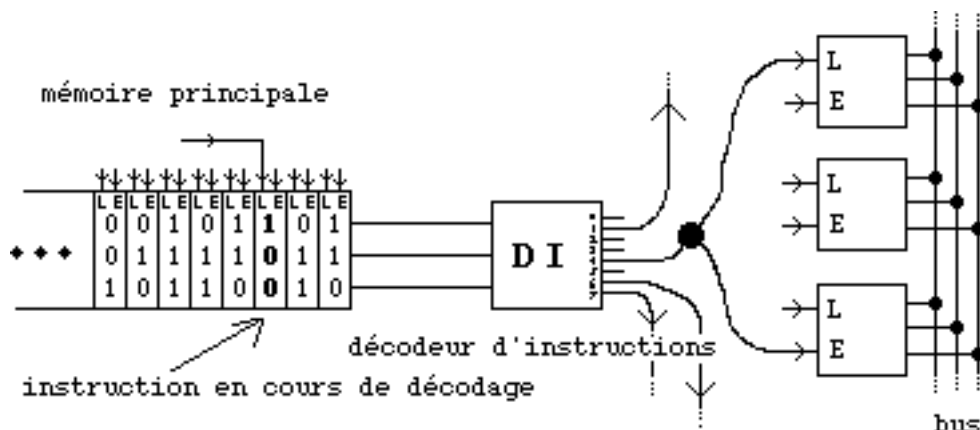 mémoire principale
L E L E L E L E L E L E L E L E
0 0 1 0 1 1 0 1
0 1 1 1 0 0 1 1
1 0 1 1 0 0 1 0
D I
décodeur d'instructions
instruction en cours de décodage
L
E
L
E
L
E
bus